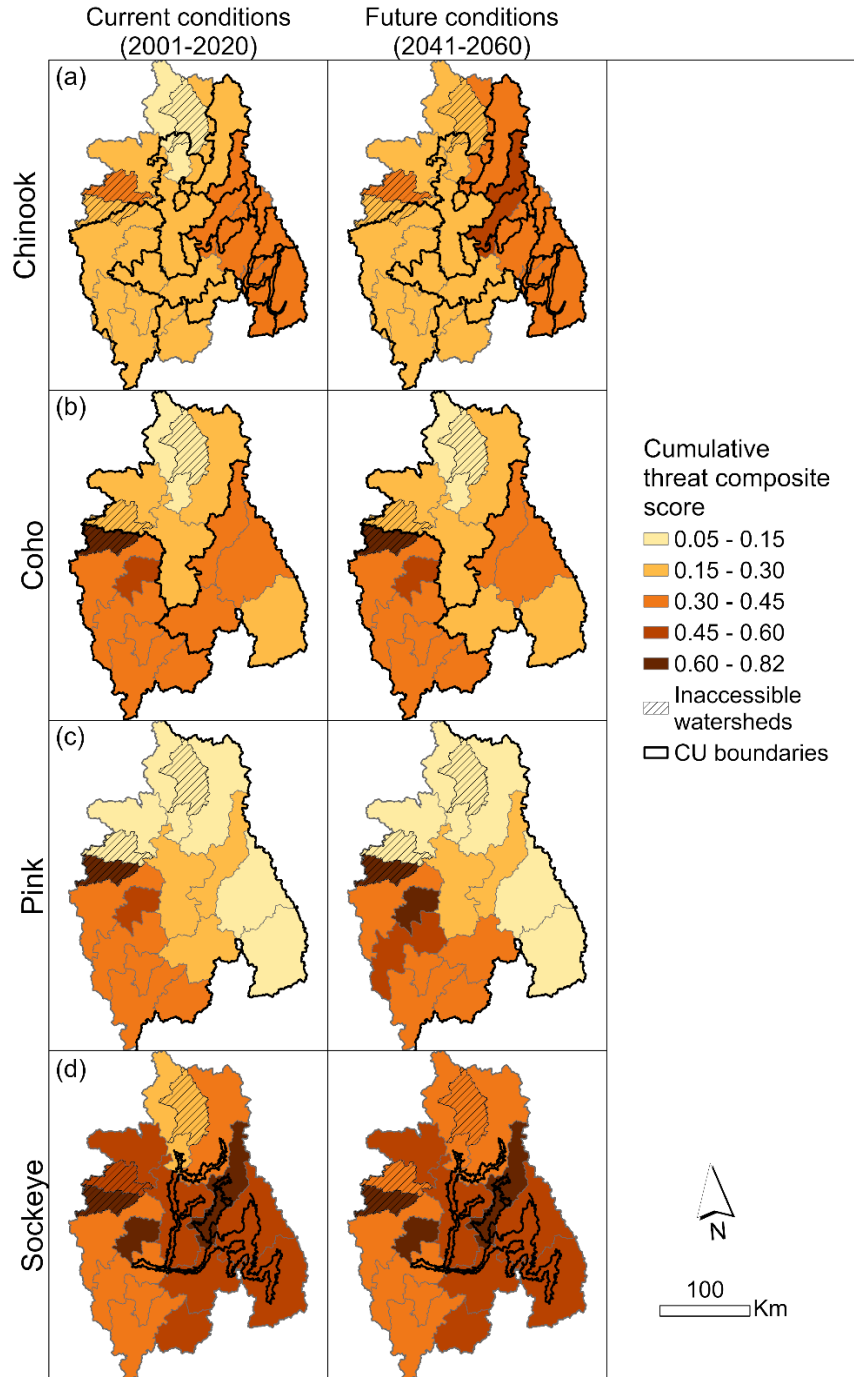 Current conditions
(2001-2020)
Future conditions
(2041-2060)
(a)
Chinook
(b)
Coho
(c)
Pink
(d)
Sockeye
Cumulative
threat composite
score
0.05 - 0.15
0.15 - 0.30
0.30 - 0.45
0.45 - 0.60
0.60 - 0.82
Inaccessible
watersheds
CU boundaries
N
100
Km